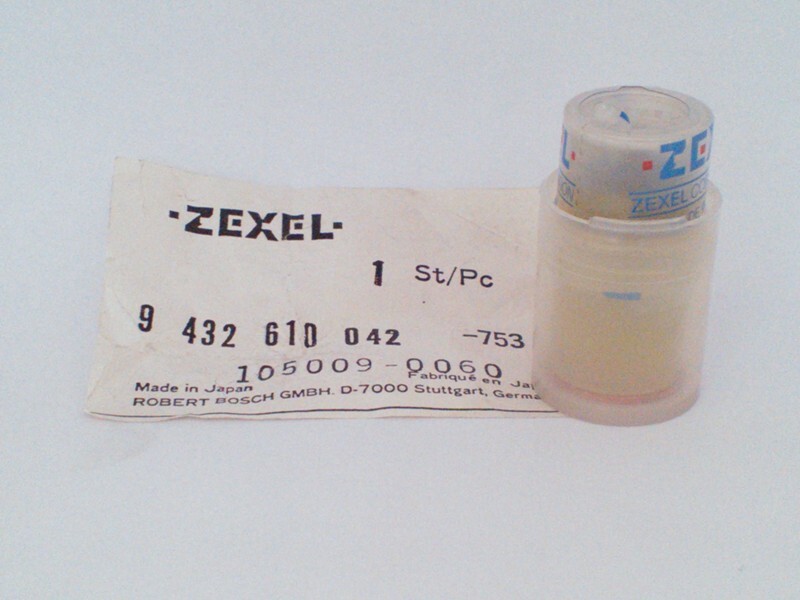 ·ZEXEL·
1 St/Pc
9 432 610 042 -753
105009-0060
Made in Japan Fabriqué en
ROBERT BOSCH GMBH. D-7000 Stuttgart,
ZEXEL